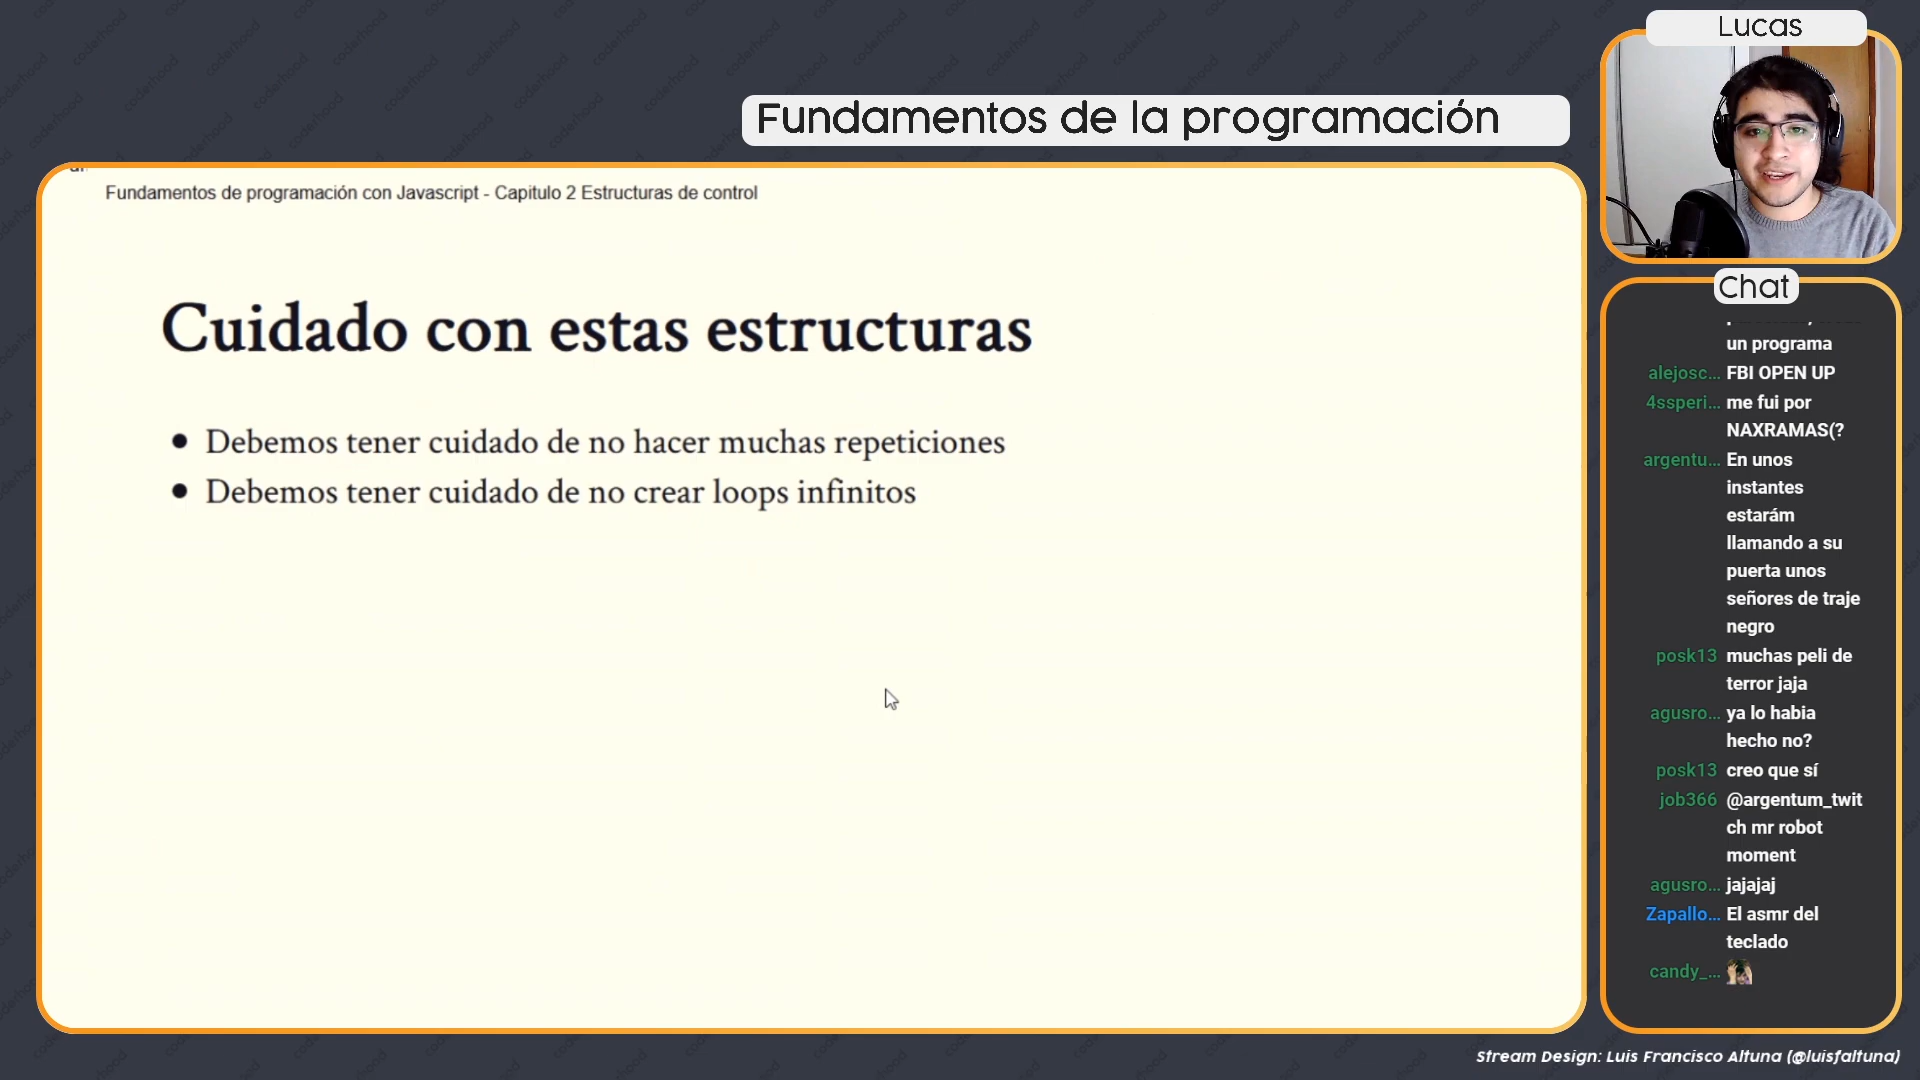 Lucas
Fundamentos de la programación
Fundamentos de programación con Javascript - Capitulo 2 Estructuras de control
Cuidado con estas estructuras
• Debemos tener cuidado de no hacer muchas repeticiones
• Debemos tener cuidado de no crear loops infinitos
Chat
un programa
alejosc... FBI OPEN UP
4ssperi... me fui por
NAXRAMAS(?
argentu... En unos
instantes
estarám
llamando a su
puerta unos
señores de traje
negro
posk13 muchas peli de
terror jaja
agusro... ya lo habia
hecho no?
posk13 creo que sí
job366 @argentum_twit
ch mr robot
moment
agusro... jajajaj
Zapallo... El asmr del
teclado
candy_...
Stream Design: Luis Francisco Altuna (@luisfaltuna)
coderhood